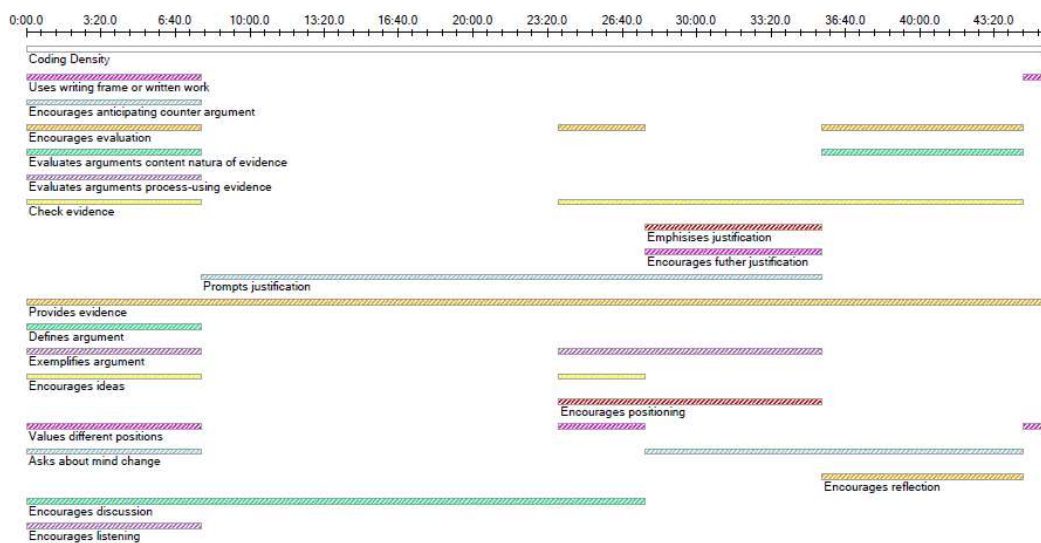 0:00.0 3:20.0 6:40.0 10:00.0 13:20.0 16:40.0 20:00.0 23:20.0 26:40.0 30:00.0 33:20.0 36:40.0 40:00.0 43:20.0
Coding Density
Uses writing frame or written work
Encourages anticipating counter argument
Encourages evaluation
Evaluates arguments content natura of evidence
Evaluates arguments process-using evidence
Check evidence
Emphisises justification
Encourages futher justification
Prompts justification
Provides evidence
Defines argument
Exemplifies argument
Encourages ideas
Encourages positioning
Values different positions
Asks about mind change
Encourages reflection
Encourages discussion
Encourages listening